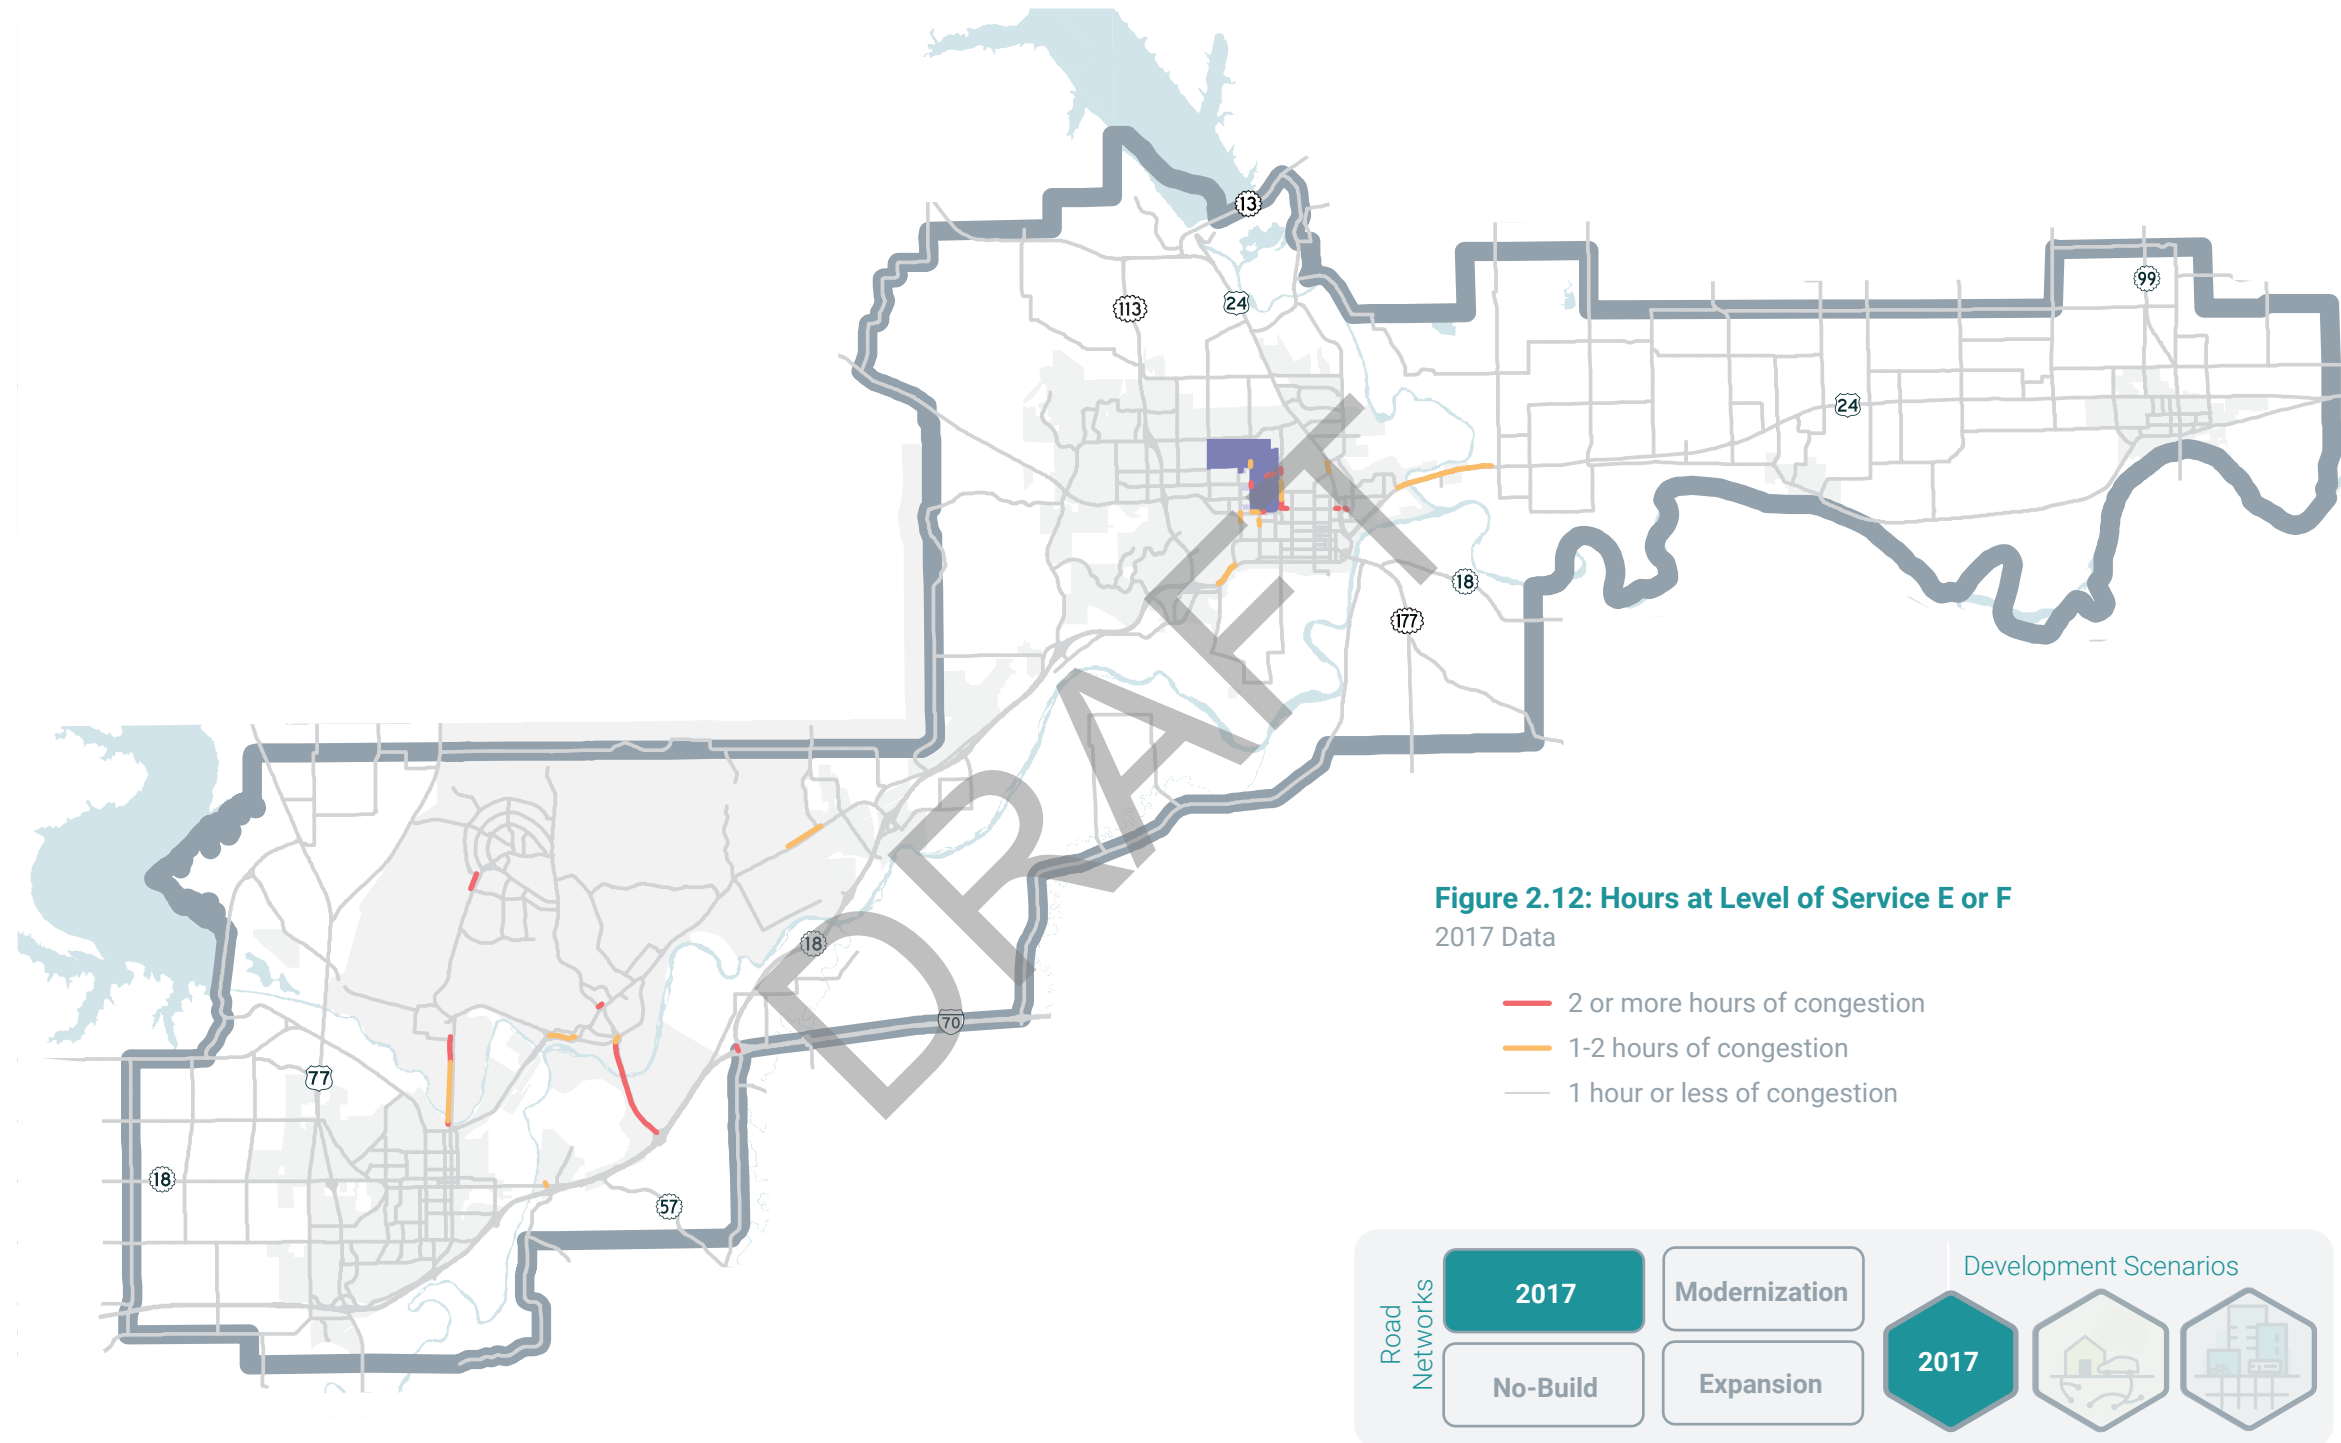 13
99
113
24
24
18
177
18
70
77
18
57
DRAFT
Figure 2.12: Hours at Level of Service E or F
2017 Data
2 or more hours of congestion
1-2 hours of congestion
1 hour or less of congestion
Road
Networks
2017
Modernization
No-Build
Expansion
Development Scenarios
2017